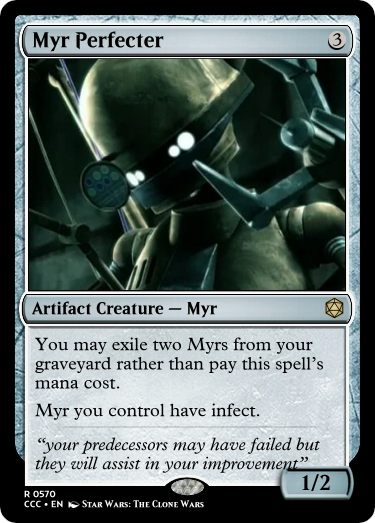 Myr Perfecter 3
Artifact Creature — Myr
You may exile two Myrs from your
graveyard rather than pay this spell's
mana cost.
Myr you control have infect.
"your predecessors may have failed but
they will assist in your improvement"
1/2
R 0570
CCC • EN Star Wars: The Clone Wars